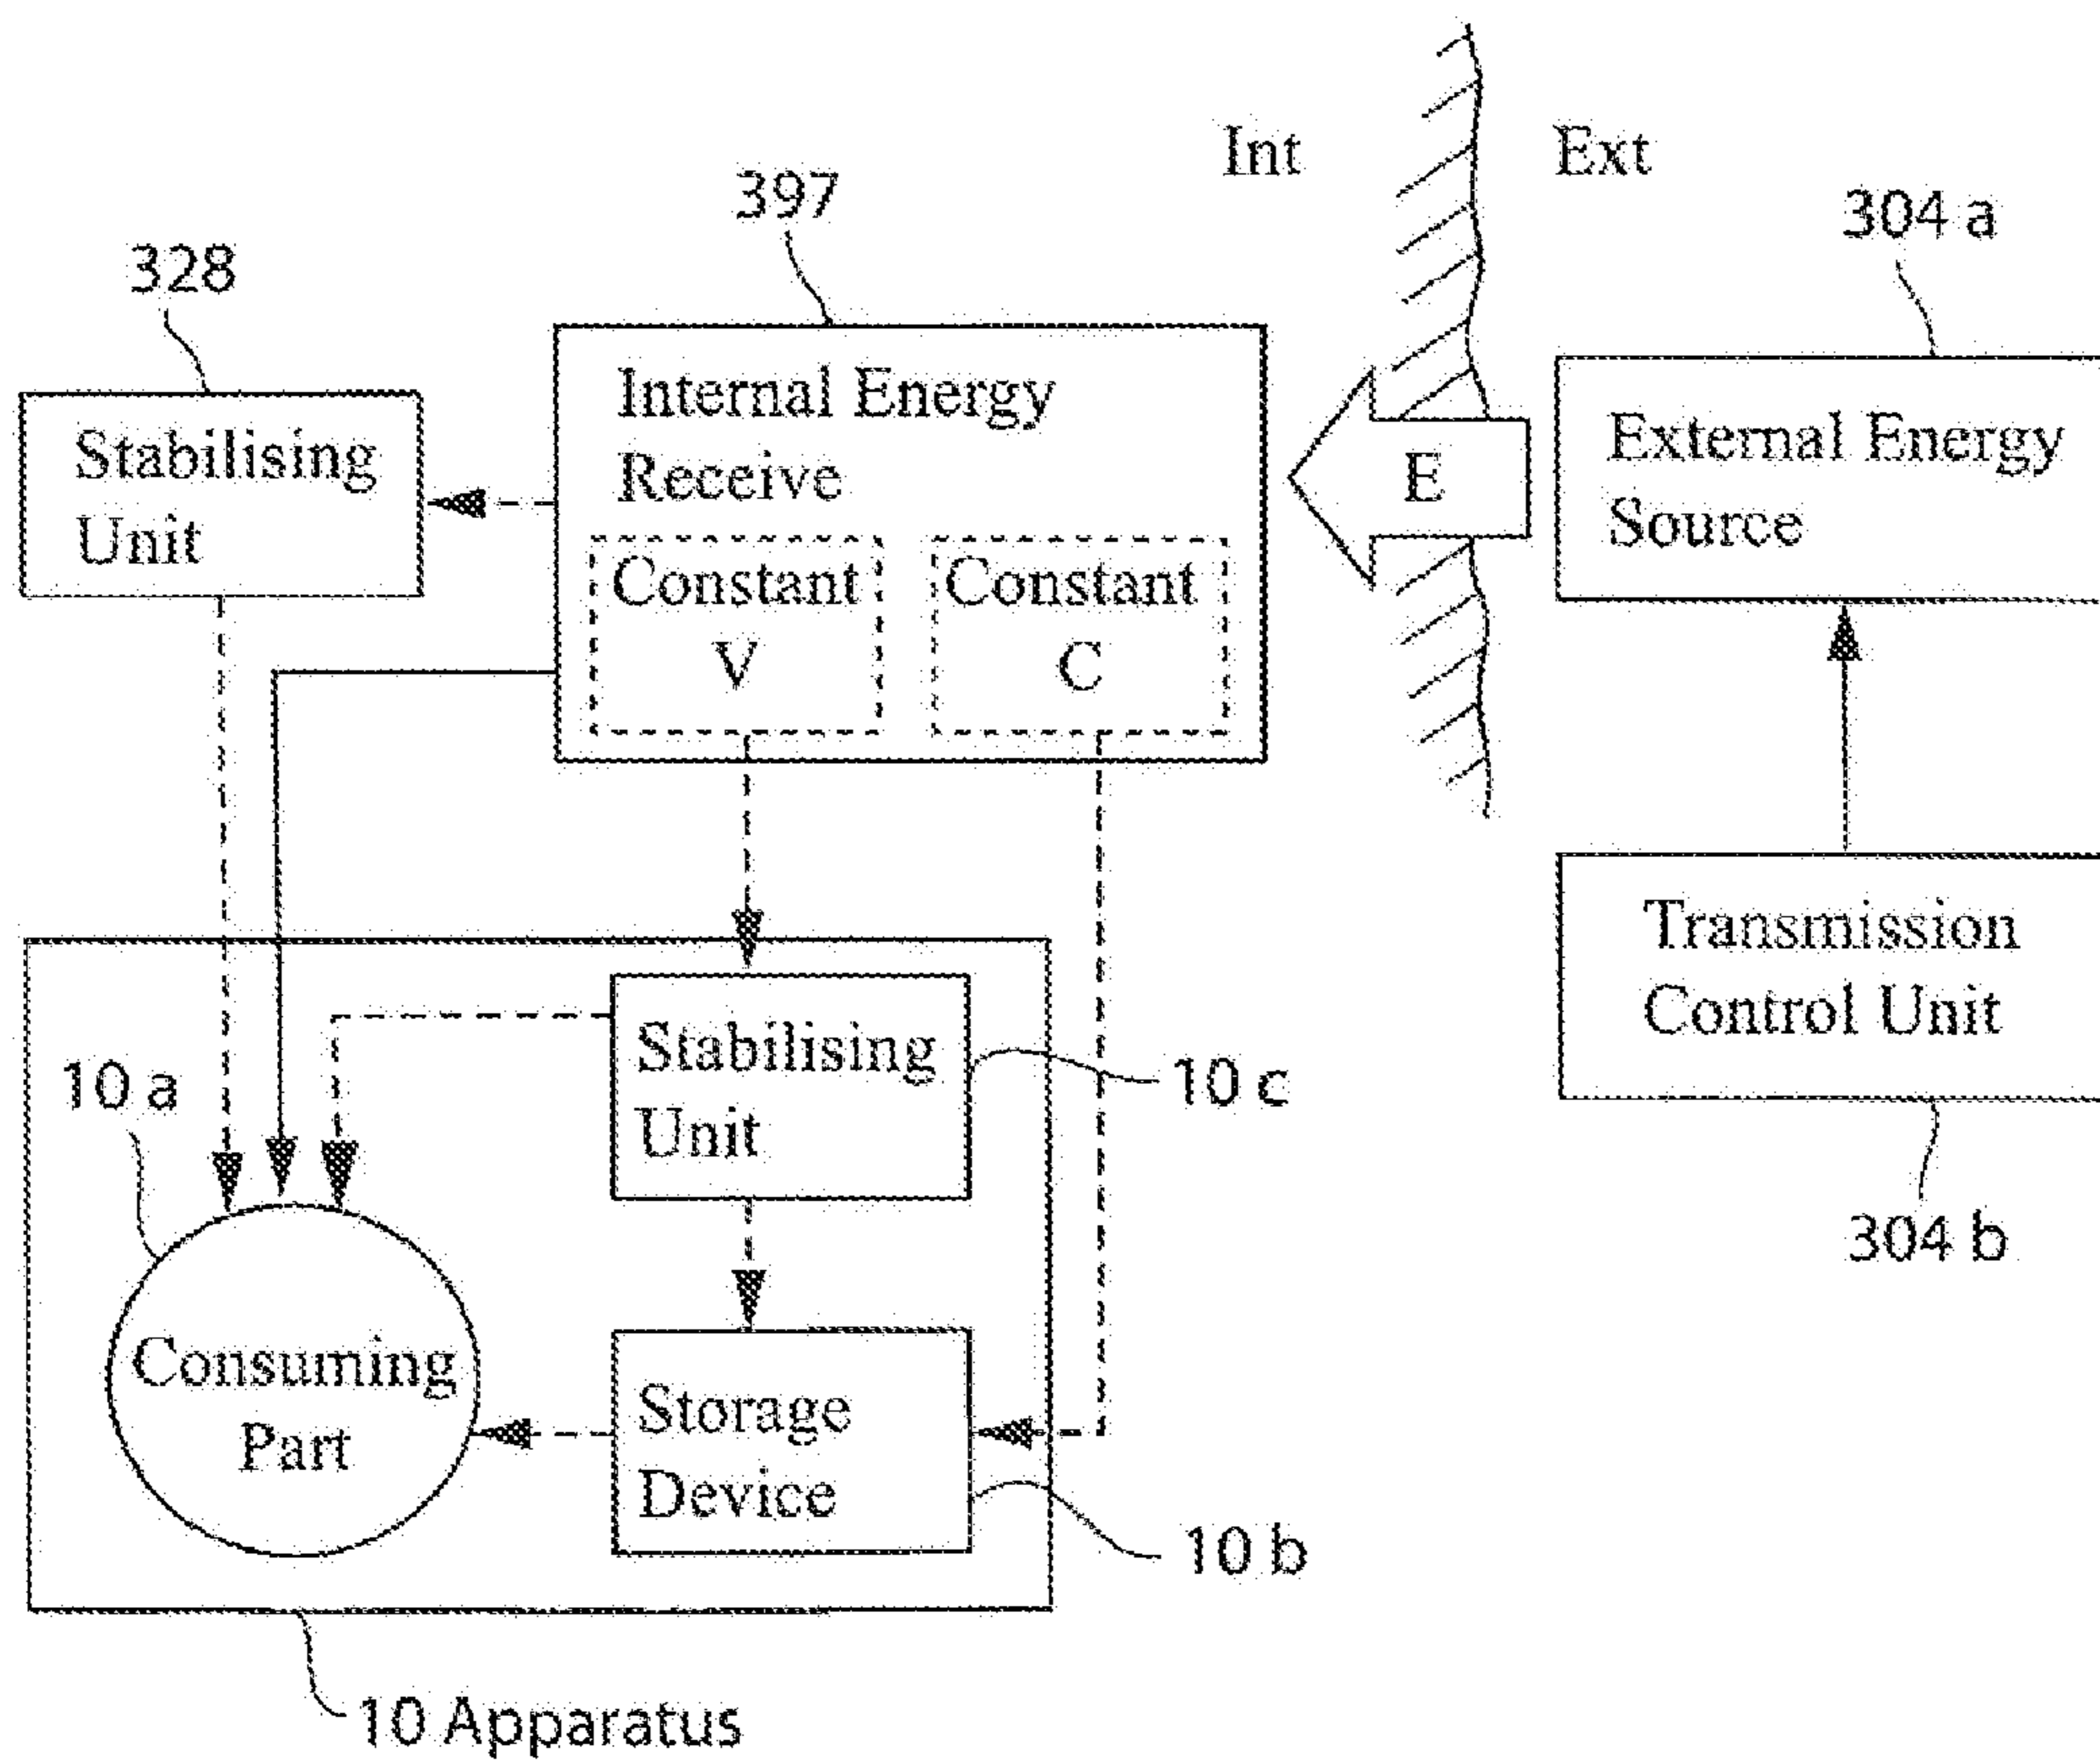 Int
Ext
397
304 a
328
Internal Energy
Receive
Stabilising
Unit
E
External Energy
Source
Constant
V
Constant
C
Transmission
Control Unit
Stabilising
Unit
10 a
10 c
304 b
Consuming
Part
Storage
Device
10 b
10 Apparatus